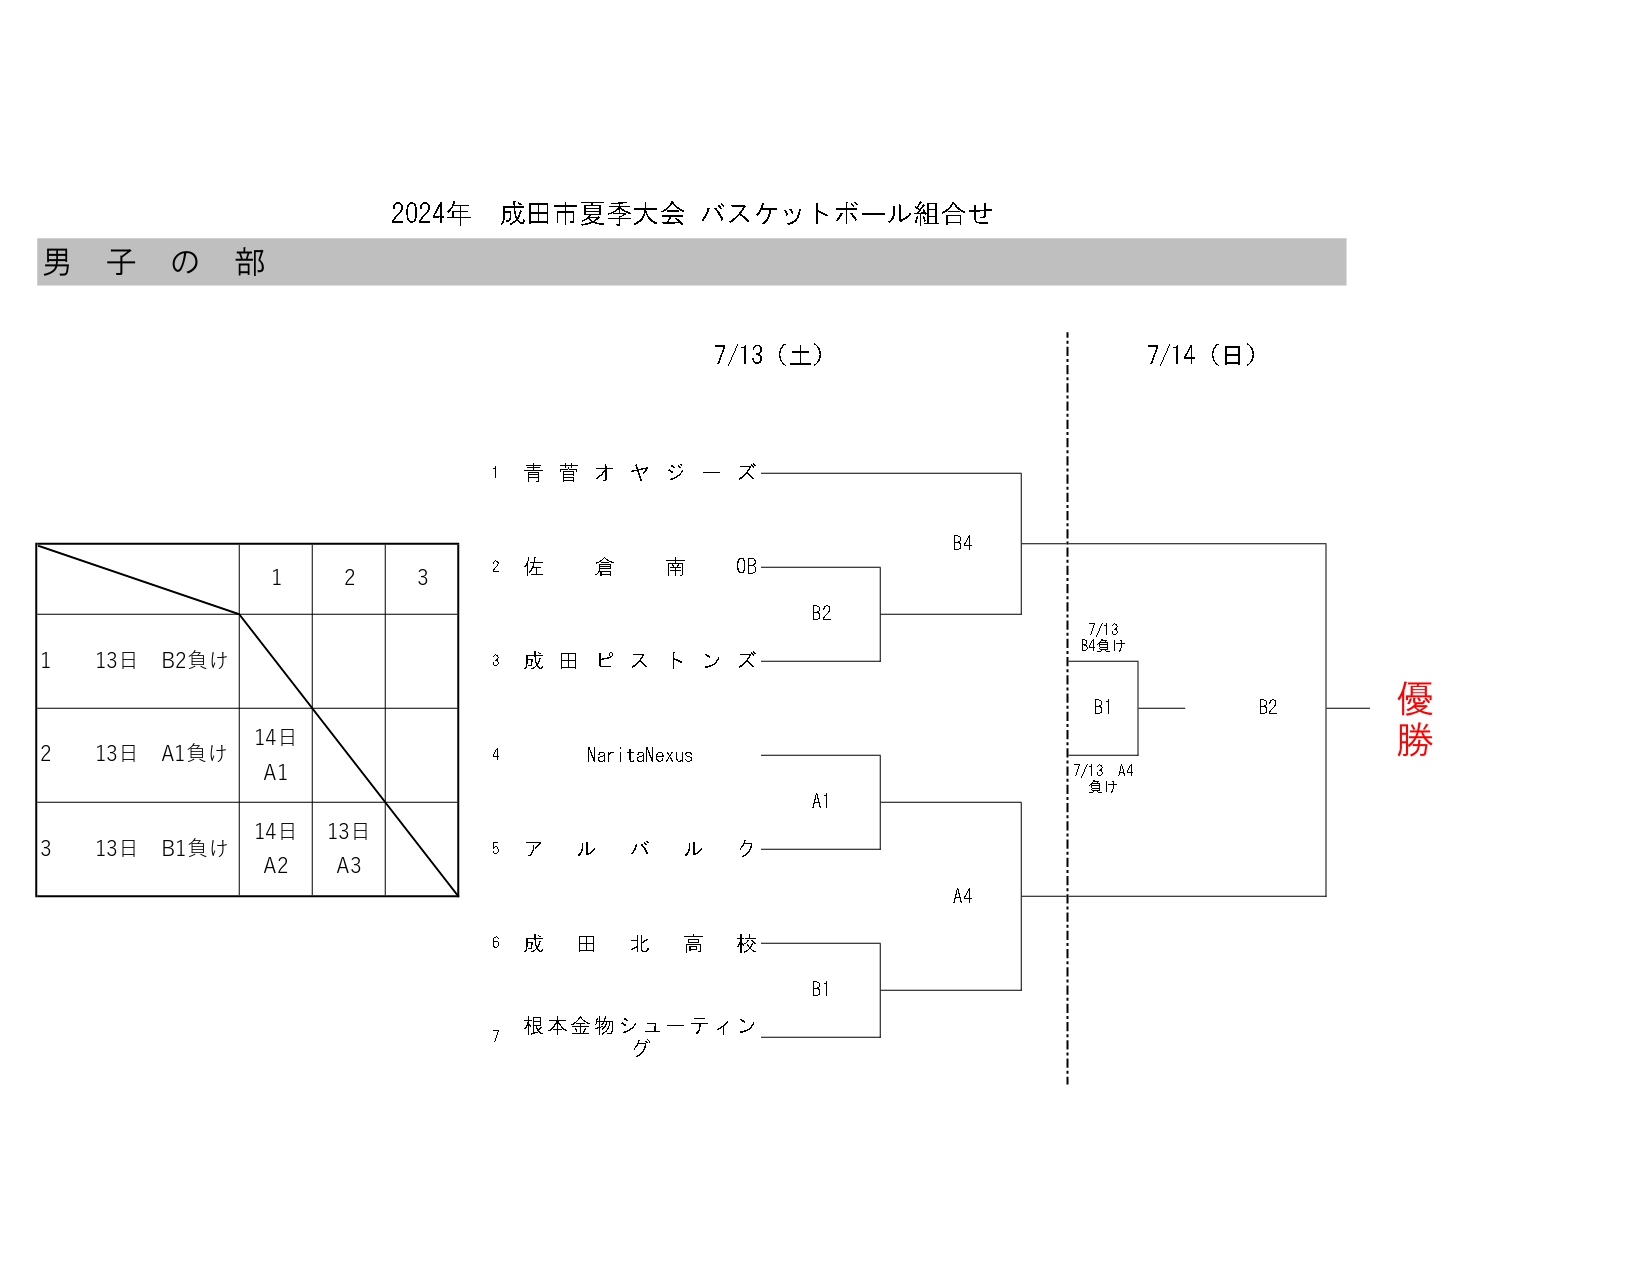 2024年　成田市夏季大会 バスケットボール組合せ
男　子　の　部
7/13（土）
7/14（日）
1 青菅オヤジーズ
B4
2 佐倉南OB
B2
3 成田ピストンズ
4 NaritaNexus
A1
5 アルバルク
A4
6 成田北高校
B1
7 根本金物シューティン
グ
7/13
B4負け
B1
7/13　A4
負け
B2
優
勝
1 2 3
1 13日　B2負け
2 13日　A1負け 14日
A1
3 13日　B1負け 14日 13日
A2 A3